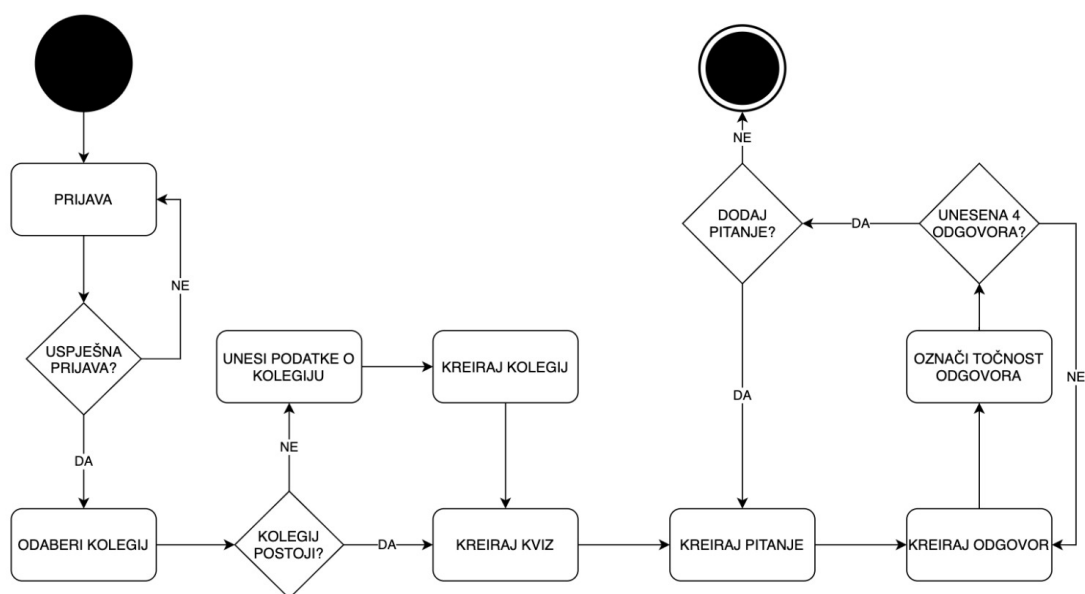 PRIJAVA
NE
USPJEŠNA
PRIJAVA?
DA
ODABERI KOLEGIJ
KOLEGIJ
POSTOJI?
NE
UNESI PODATKE O
KOLEGIJU
KREIRAJ KOLEGIJ
DA
KREIRAJ KVIZ
KREIRAJ PITANJE
KREIRAJ ODGOVOR
OZNAČI TOČNOST
ODGOVORA
UNESENA 4
ODGOVORA?
NE
DA
DODAJ
PITANJE?
DA
NE